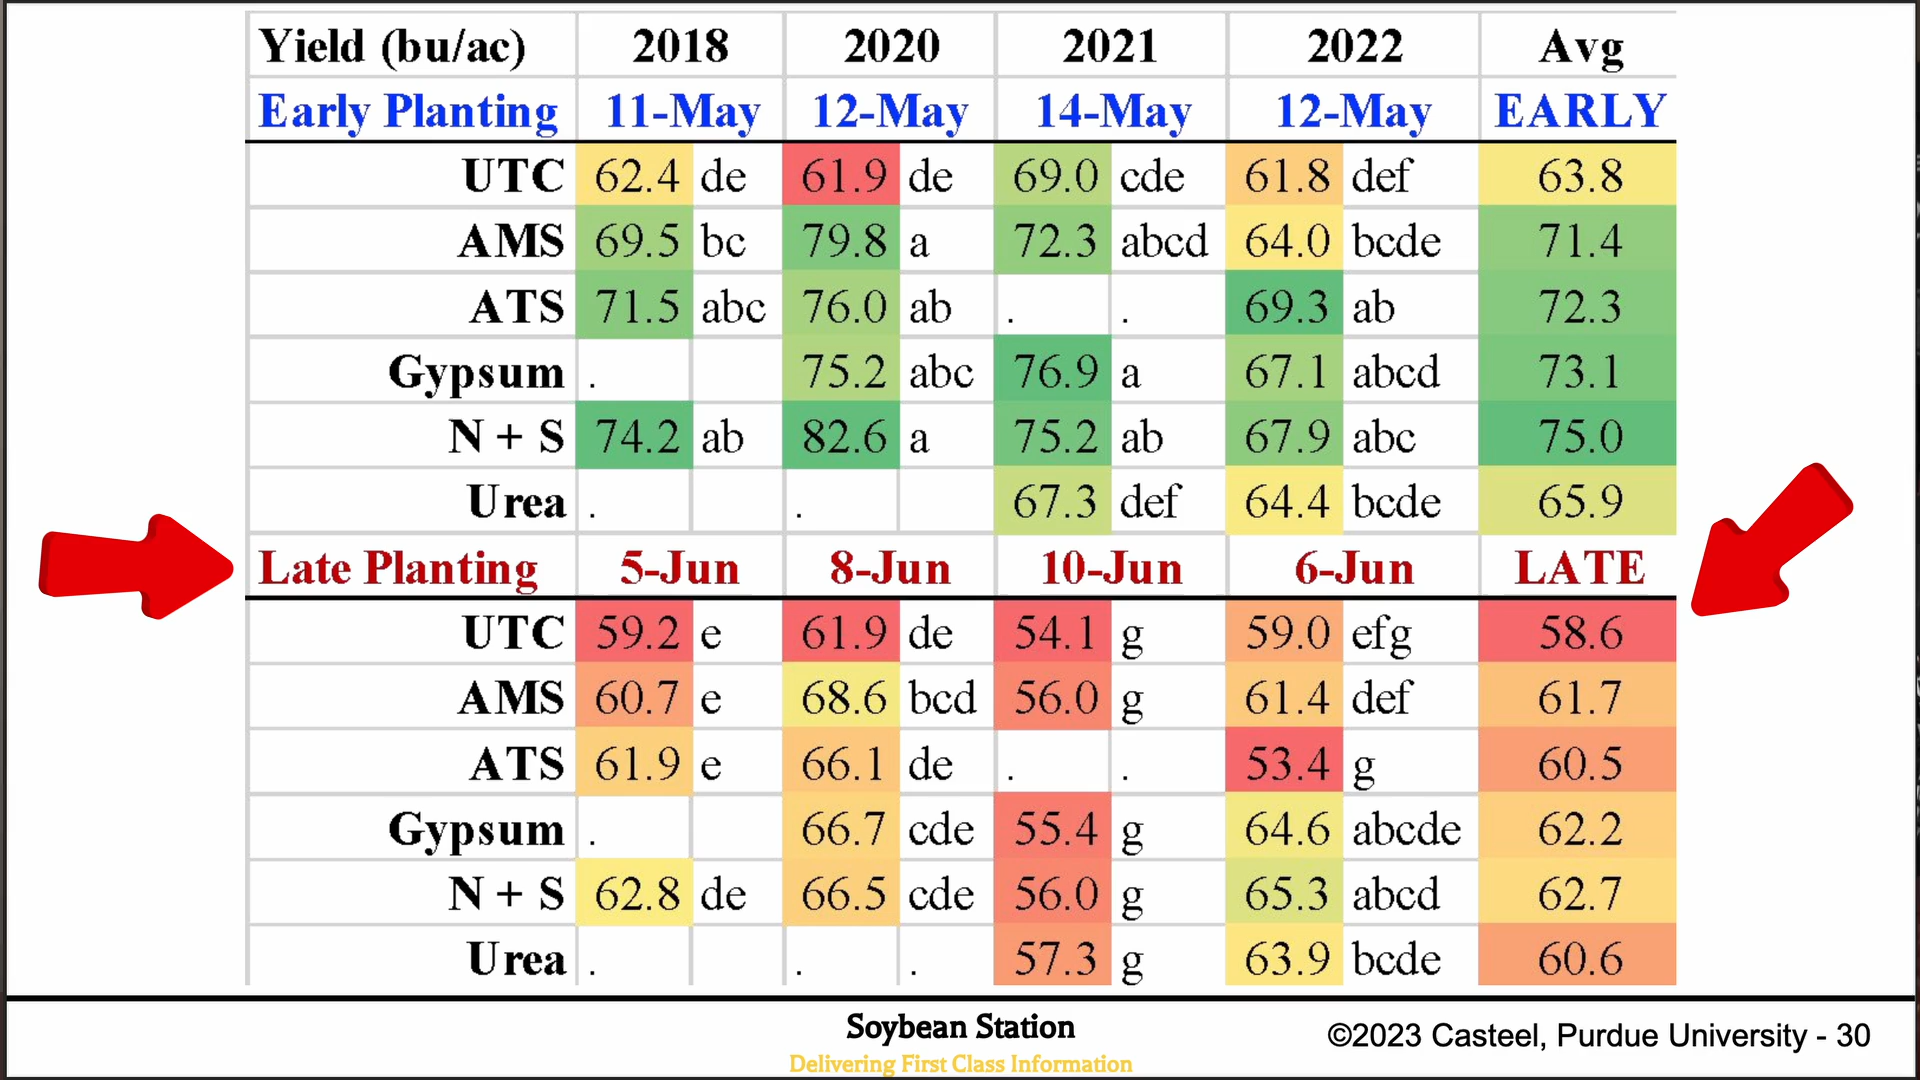 Yield (bu/ac) 2018 2020 2021 2022 Avg
Early Planting 11-May 12-May 14-May 12-May EARLY
UTC 62.4 de 61.9 de 69.0 cde 61.8 def 63.8
AMS 69.5 bc 79.8 a 72.3 abcd 64.0 bcde 71.4
ATS 71.5 abc 76.0 ab . . 69.3 ab 72.3
Gypsum . 75.2 abc 76.9 a 67.1 abcd 73.1
N + S 74.2 ab 82.6 a 75.2 ab 67.9 abc 75.0
Urea . . 67.3 def 64.4 bcde 65.9
Late Planting 5-Jun 8-Jun 10-Jun 6-Jun LATE
UTC 59.2 e 61.9 de 54.1 g 59.0 efg 58.6
AMS 60.7 e 68.6 bcd 56.0 g 61.4 def 61.7
ATS 61.9 e 66.1 de . . 53.4 g 60.5
Gypsum . 66.7 cde 55.4 g 64.6 abcde 62.2
N + S 62.8 de 66.5 cde 56.0 g 65.3 abcd 62.7
Urea . . . 57.3 g 63.9 bcde 60.6
Soybean Station
Delivering First Class Information
©2023 Casteel, Purdue University - 30